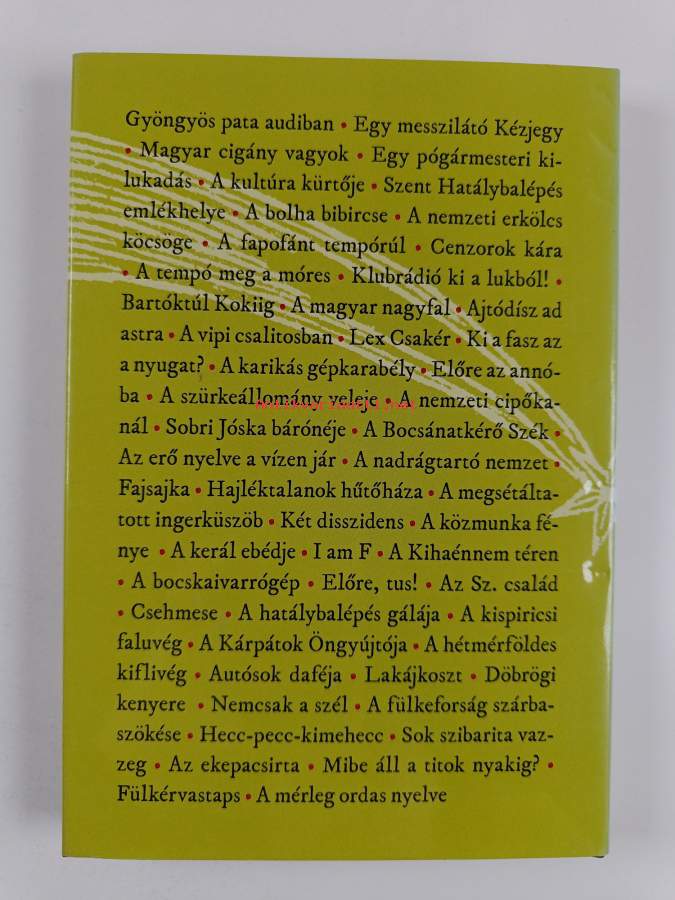 Gyöngyös pata audiban • Egy messzilátó Kézjegy
• Magyar cigány vagyok • Egy pógármesteri ki-
lukadás • A kultúra kürtője • Szent Hatálybalépés
emlékhelye • A bolha bibircse • A nemzeti erkölcs
köcsöge • A fapofánt tempórúl • Cenzorok kára
• A tempó meg a móres • Klubrádió ki a lukból! •
Bartóktúl Kokiig • A magyar nagyfal • Ajtódísz ad
astra • A vipi csalitosban • Lex Csakér • Ki a fasz az
a nyugat? • A karikás gépkarabély • Előre az annó-
ba • A szürkeállomány veleje • A nemzeti cipőka-
nál • Sobri Jóska bárónéje • A Bocsánatkérő Szék •
Az erő nyelve a vízen jár • A nadrágtartó nemzet •
Fajsajka • Hajléktalanok hűtőháza • A megsétálta-
tott ingerküszöb • Két disszidens • A közmunka fé-
nye • A kerál ebédje • I am F • A Kihaénnem téren
• A bocskaivarrógép • Előre, tus! • Az Sz. család
• Csehmese • A hatálybalépés gálája • A kispiricsi
faluvég • A Kárpátok Öngyújtója • A hétmérföldes
kiflivég • Autósok daféja • Lakájkoszt • Döbrögi
kenyere • Nemcsak a szél • A fülkeforság szárba-
szökése • Hecc-pecc-kimehecc • Sok szibarita vaz-
zeg • Az ekepacsirta • Mibe áll a titok nyakig? •
Fülkérvastaps • A mérleg ordas nyelve